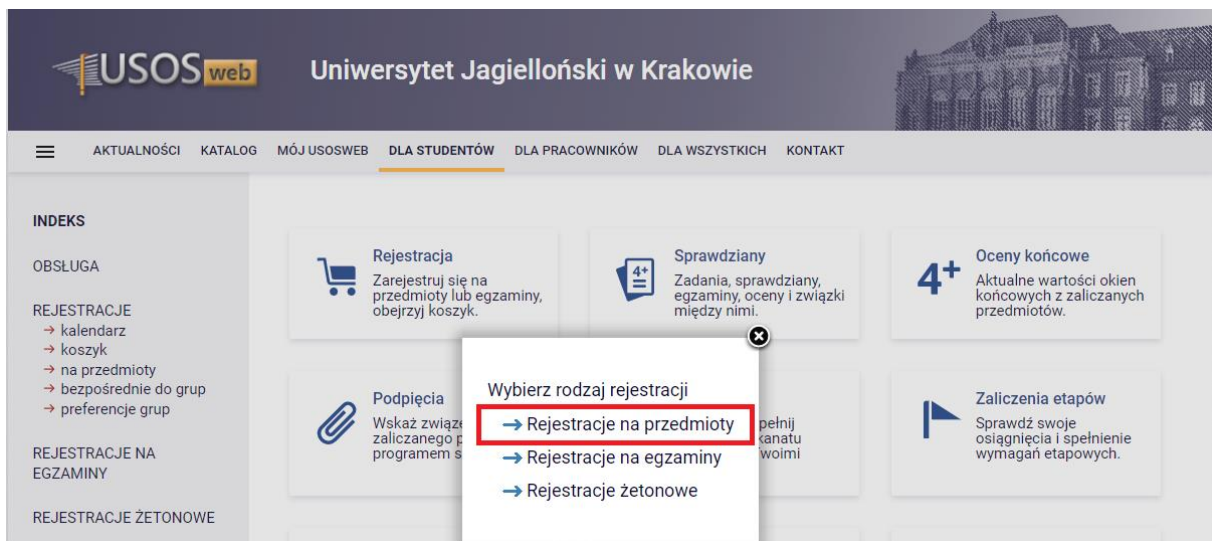 USOS web
Uniwersytet Jagielloński w Krakowie
AKTUALNOŚCI KATALOG MÓJ USOSWEB DLA STUDENTÓW DLA PRACOWNIKÓW DLA WSZYSTKICH KONTAKT
INDEKS
OBSŁUGA
REJESTRACJE
→ kalendarz
→ koszyk
→ na przedmioty
→ bezpośrednie do grup
→ preferencje grup
REJESTRACJE NA
EGZAMINY
REJESTRACJE ŻETONOWE
Rejestracja
Zarejestruj się na
przedmioty lub egzaminy,
obejrzyj koszyk.
4+
Sprawdziany
Zadania, sprawdziany,
egzaminy, oceny i związki
między nimi.
4+
Oceny końcowe
Aktualne wartości okien
końcowych z zaliczanych
przedmiotów.
Podpięcia
Wskaż związe
zaliczanego p
programem s
Wybierz rodzaj rejestracji
→ Rejestracje na przedmioty
→ Rejestracje na egzaminy
→ Rejestracje żetonowe
pełnij
kanatu
woimi
Zaliczenia etapów
Sprawdź swoje
osiągnięcia i spełnienie
wymagań etapowych.